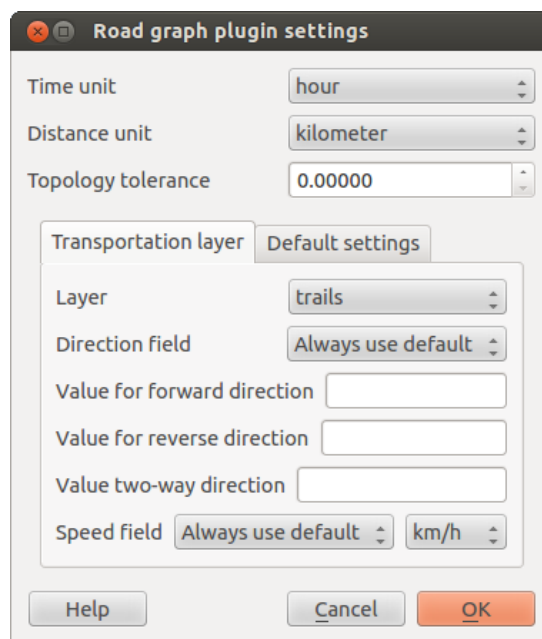 Road graph plugin settings
Time unit hour
Distance unit kilometer
Topology tolerance 0.00000
Transportation layer Default settings
Layer trails
Direction field Always use default
Value for forward direction
Value for reverse direction
Value two-way direction
Speed field Always use default km/h
Help Cancel OK